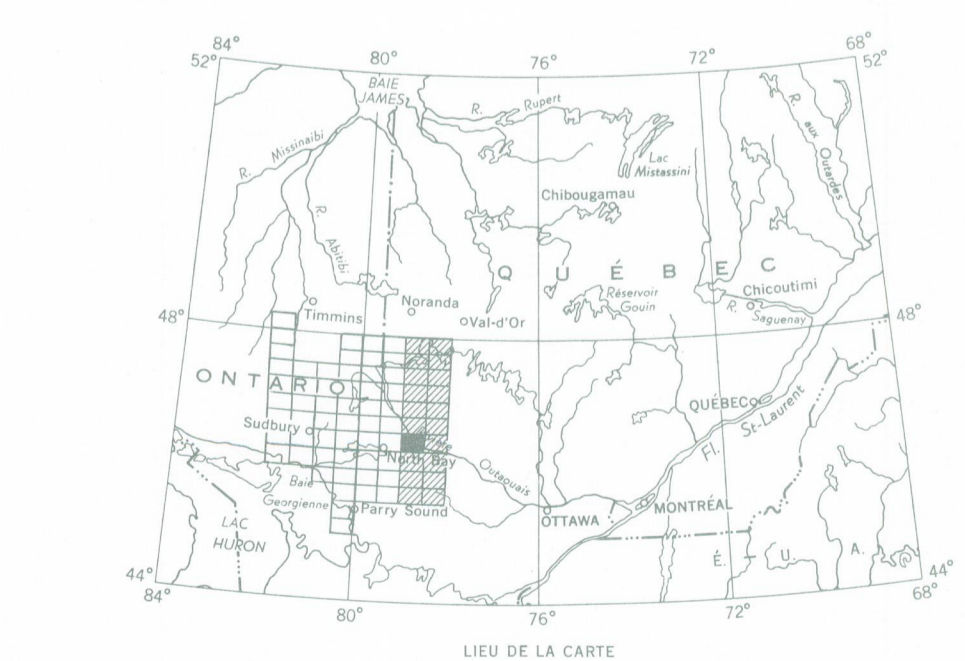 84°
80°
76°
72°
68°
52°
52°
BAIE
JAMES
R. Rupert
R. Missinaibi
R. aux Outardes
Lac
Mistassini
Chibougamau
R. Abitibi
QUÉBEC
Réservoir
Gouin
Chicoutimi
R. Saguenay
Noranda
Timmins
Val-d'Or
48°
48°
ONTARIO
QUÉBEC
Fl. St-Laurent
Sudbury
North Bay
Outaouais
Baie
Georgienne
Parry Sound
OTTAWA
MONTRÉAL
LAC
HURON
É. U. A.
44°
44°
84°
80°
76°
72°
68°
LIEU DE LA CARTE